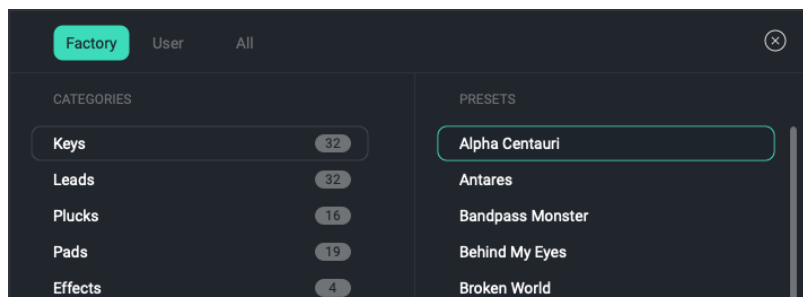 Factory User All
CATEGORIES
Keys 32
Leads 32
Plucks 16
Pads 19
Effects 4
PRESETS
Alpha Centauri
Antares
Bandpass Monster
Behind My Eyes
Broken World